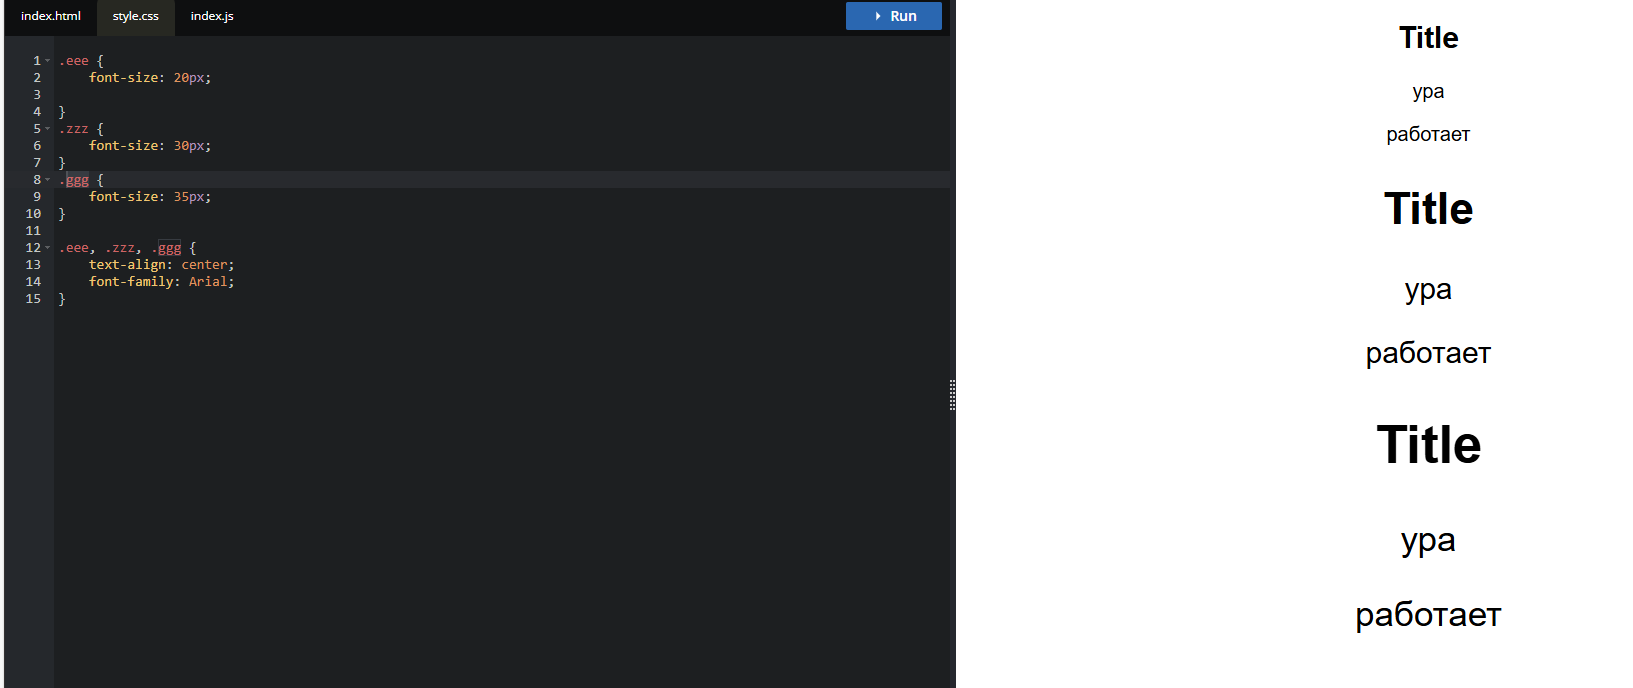 index.html style.css index.js Run
1 .eee {
2 font-size: 20px;
3
4 }
5 .zzz {
6 font-size: 30px;
7 }
8 .ggg {
9 font-size: 35px;
10 }
11
12 .eee, .zzz, .ggg {
13 text-align: center;
14 font-family: Arial;
15 }
Title
ура
работает
Title
ура
работает
Title
ура
работает